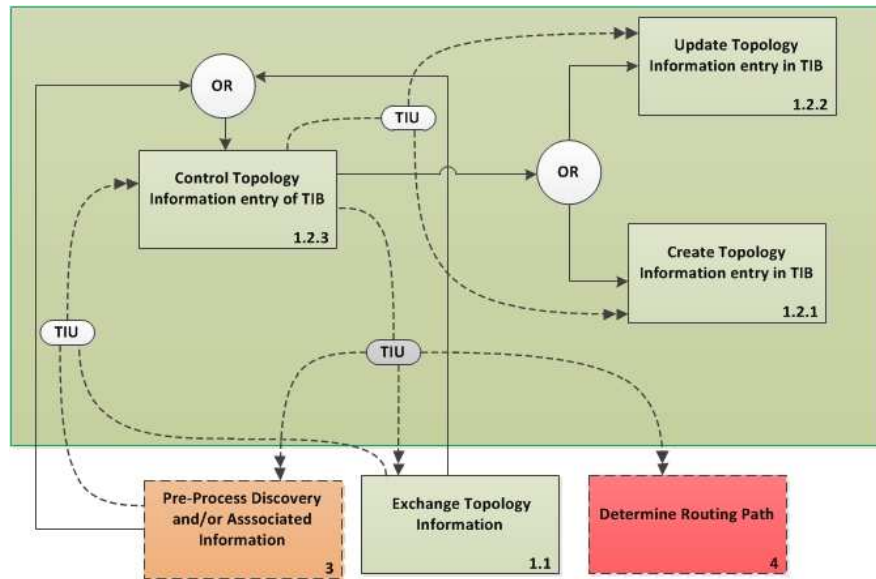 Update Topology
Information entry in TIB
1.2.2
OR
TIU
Control Topology
Information entry of TIB
1.2.3
OR
Create Topology
Information entry in TIB
1.2.1
TIU
TIU
Pre-Process Discovery
and/or Asssociated
Information
3
Exchange Topology
Information
1.1
Determine Routing Path
4